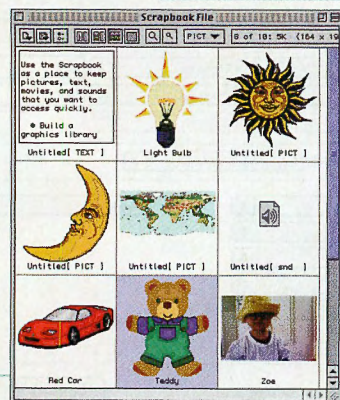 Scrapbook File
PICT 8 of 10: 5K (164 x 19
Use the Scrapbook
as a place to keep
pictures, text,
movies, and sounds
that you want to
access quickly.
● Build a
graphics library
Untitled[ TEXT ] Light Bulb Untitled[ PICT ]
Untitled[ PICT ] Untitled[ PICT ] Untitled[ snd ]
Red Car Teddy Zoe